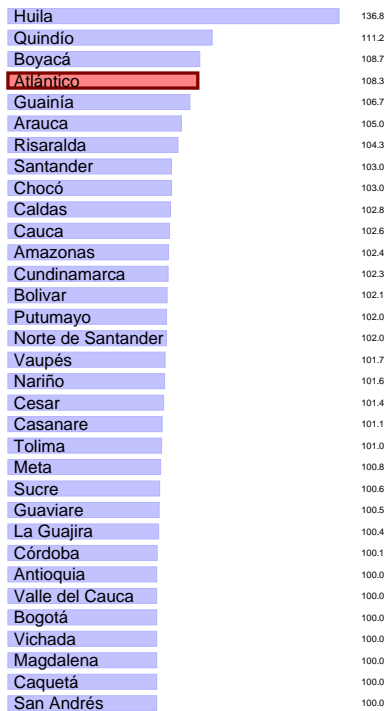 Huila 136.8
Quindío 111.2
Boyacá 108.7
Atlántico 108.3
Guainía 106.7
Arauca 105.0
Risaralda 104.3
Santander 103.0
Chocó 103.0
Caldas 102.8
Cauca 102.6
Amazonas 102.4
Cundinamarca 102.3
Bolivar 102.1
Putumayo 102.0
Norte de Santander 102.0
Vaupés 101.7
Nariño 101.6
Cesar 101.4
Casanare 101.1
Tolima 101.0
Meta 100.8
Sucre 100.6
Guaviare 100.5
La Guajira 100.4
Córdoba 100.1
Antioquia 100.0
Valle del Cauca 100.0
Bogotá 100.0
Vichada 100.0
Magdalena 100.0
Caquetá 100.0
San Andrés 100.0